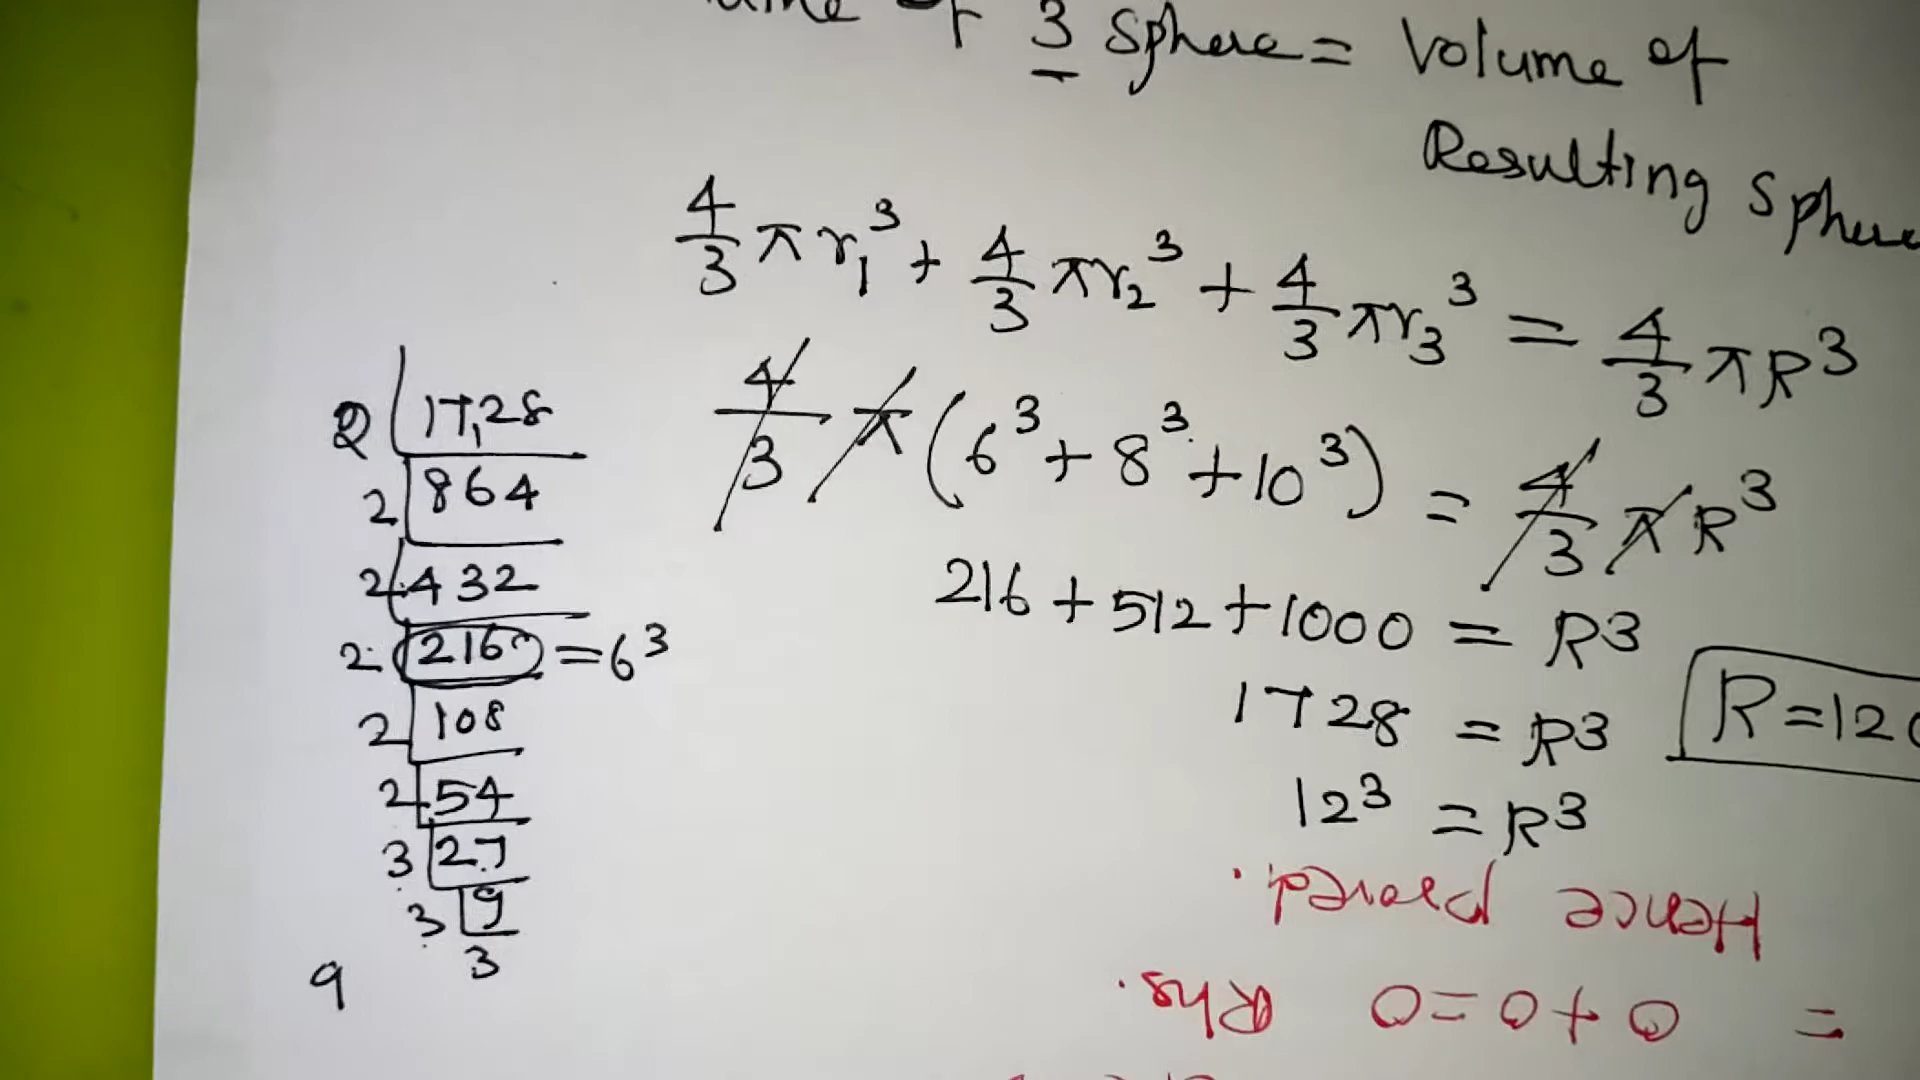 of 3 Sphere = Volume of
Resulting Sphere
4/3 πr₁³ + 4/3 πr₂³ + 4/3 πr₃³ = 4/3 πR³
4/3 π (6³ + 8³ + 10³) = 4/3 πR³
216 + 512 + 1000 = R³
1728 = R³
R = 12
12³ = R³
2 | 1728
2 | 864
2 | 432
2 | 216 = 6³
2 | 108
2 | 54
3 | 27
3 | 9
3
9
Hence proved.
= 0 + 0 = 0 Rhs.